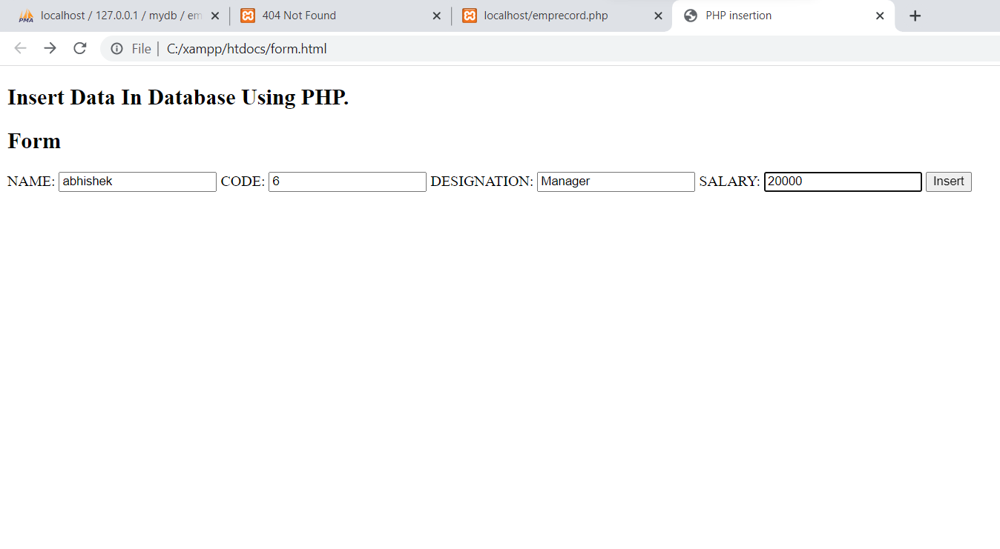 PMA localhost / 127.0.0.1 / mydb / em 404 Not Found localhost/emprecord.php PHP insertion
File C:/xampp/htdocs/form.html
Insert Data In Database Using PHP.
Form
NAME: abhishek CODE: 6 DESIGNATION: Manager SALARY: 20000 Insert